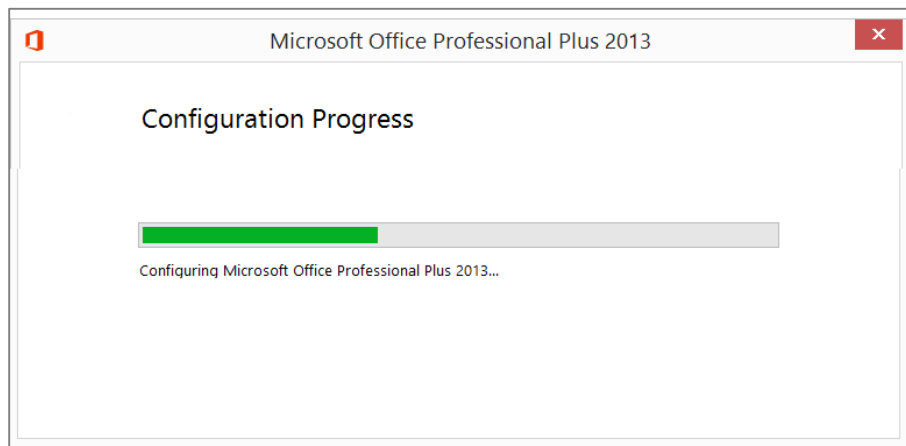 Microsoft Office Professional Plus 2013
Configuration Progress
Configuring Microsoft Office Professional Plus 2013...